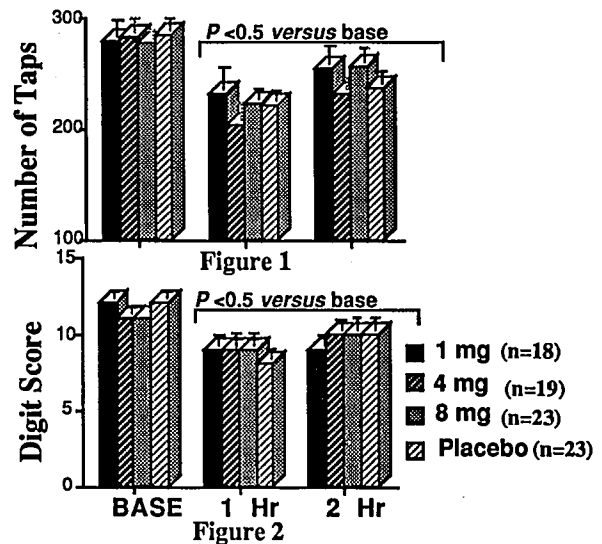 Number of Taps
300
200
100
P <0.5 versus base
Figure 1
Digit Score
15
10
5
0
P <0.5 versus base
BASE 1 Hr 2 Hr
Figure 2
1 mg (n=18)
4 mg (n=19)
8 mg (n=23)
Placebo (n=23)